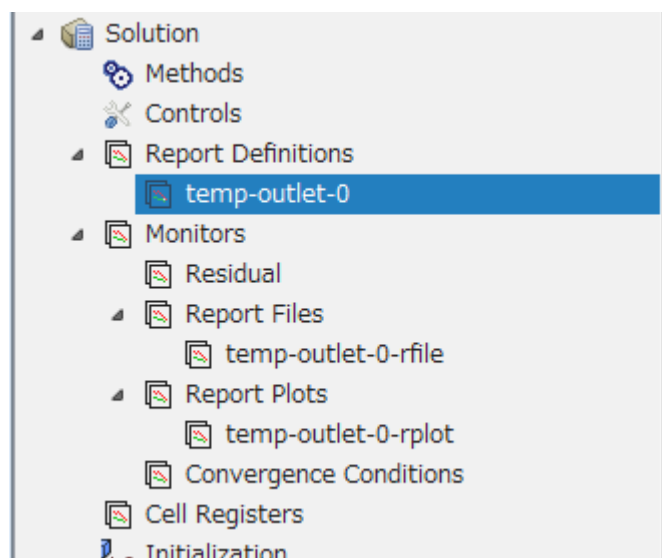 Solution
Methods
Controls
Report Definitions
temp-outlet-0
Monitors
Residual
Report Files
temp-outlet-0-rfile
Report Plots
temp-outlet-0-rplot
Convergence Conditions
Cell Registers
Initialization